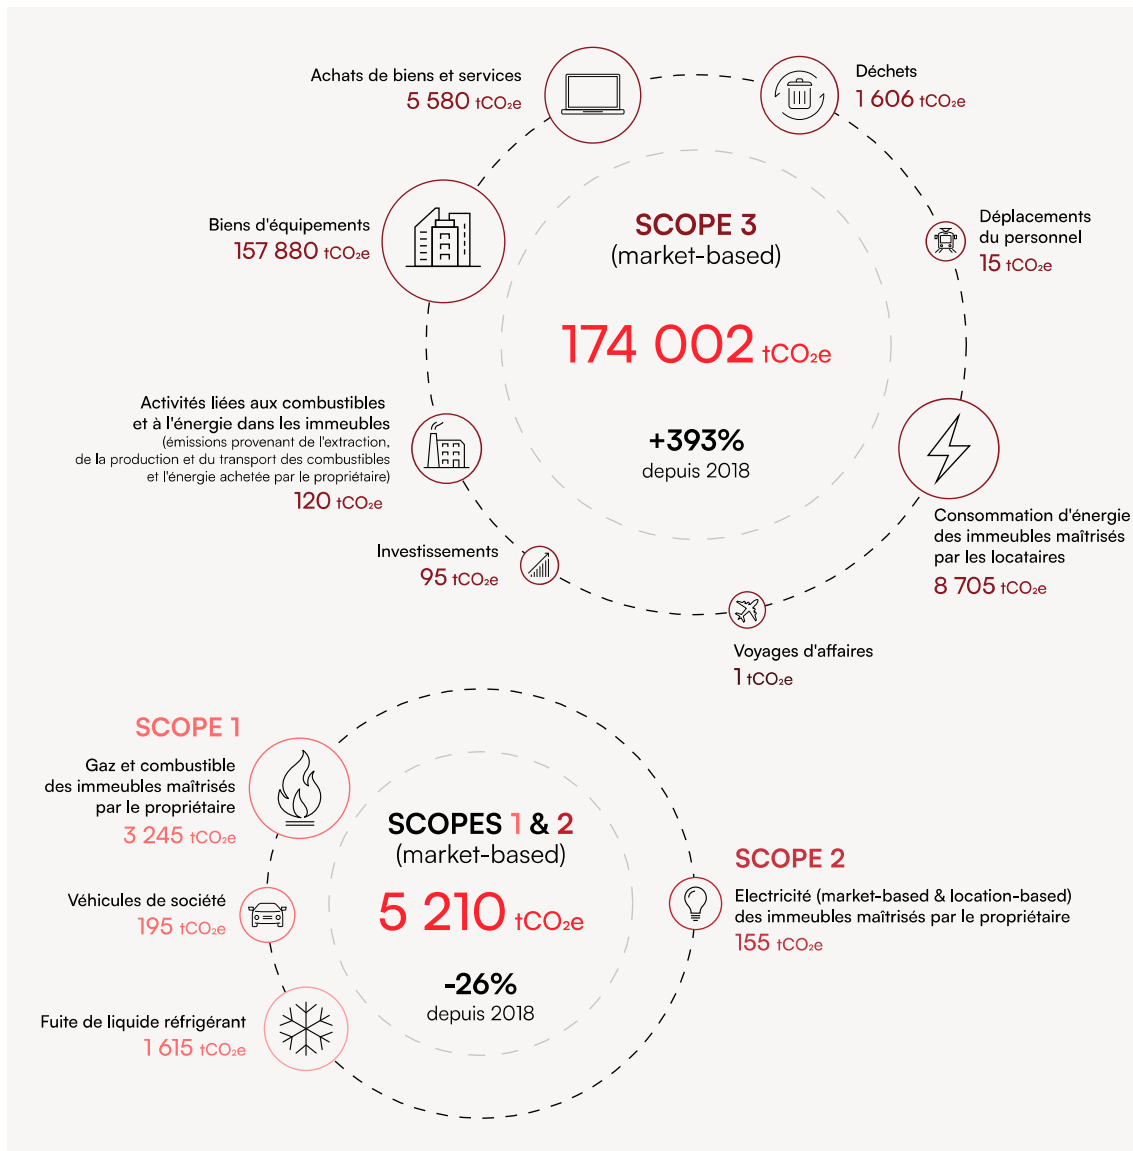 Achats de biens et services
5 580 tCO₂e
Déchets
1 606 tCO₂e
Biens d'équipements
157 880 tCO₂e
SCOPE 3
(market-based)
Déplacements
du personnel
15 tCO₂e
174 002 tCO₂e
+393%
depuis 2018
Activités liées aux combustibles
et à l'énergie dans les immeubles
(émissions provenant de l'extraction,
de la production et du transport des combustibles
et l'énergie achetée par le propriétaire)
120 tCO₂e
Consommation d'énergie
des immeubles maîtrisés
par les locataires
8 705 tCO₂e
Investissements
95 tCO₂e
Voyages d'affaires
1 tCO₂e
SCOPE 1
Gaz et combustible
des immeubles maîtrisés
par le propriétaire
3 245 tCO₂e
SCOPES 1 & 2
(market-based)
5 210 tCO₂e
-26%
depuis 2018
SCOPE 2
Electricité (market-based & location-based)
des immeubles maîtrisés par le propriétaire
155 tCO₂e
Véhicules de société
195 tCO₂e
Fuite de liquide réfrigérant
1 615 tCO₂e